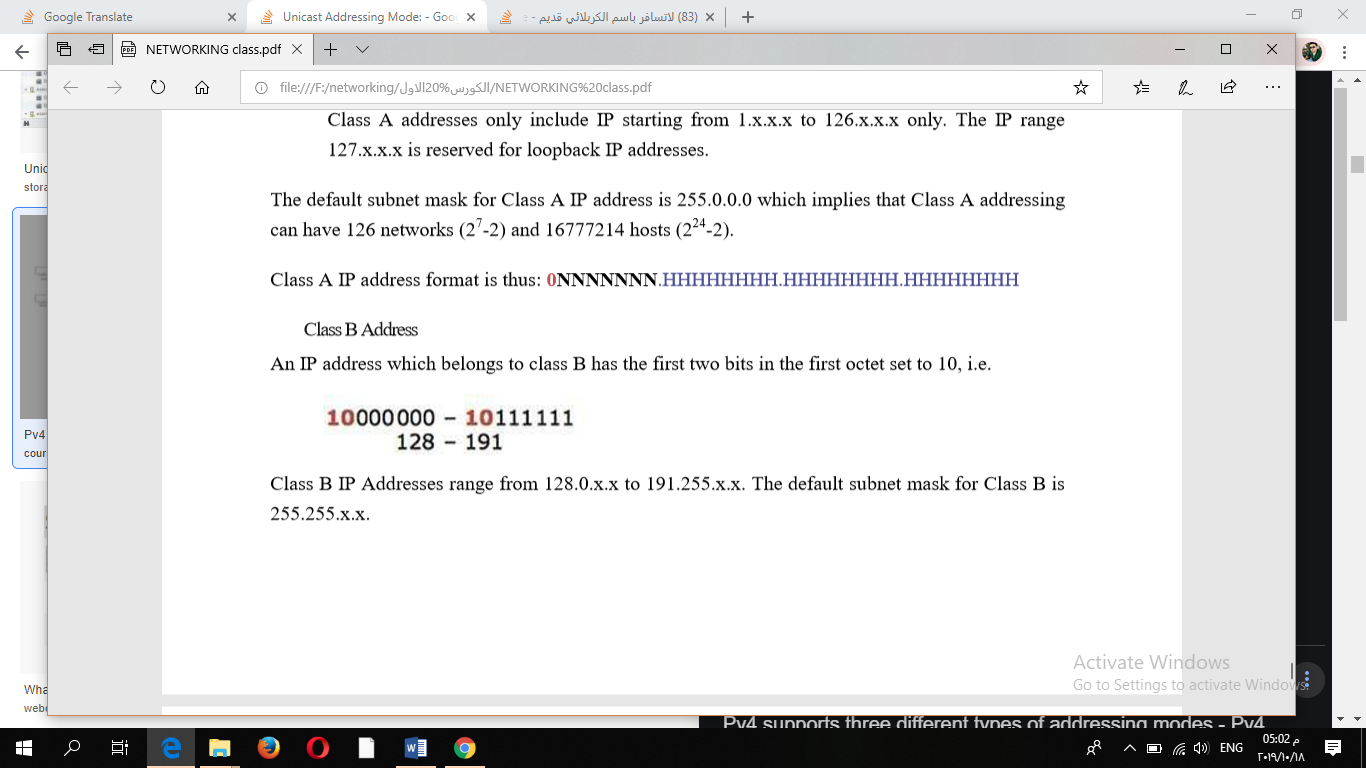 Google Translate
Unicast Addressing Mode: - Goo
(83) لاتسافر باسم الكربلائي قديم -
NETWORKING class.pdf
file:///F:/networking/الكورس%20الاول/NETWORKING%20class.pdf
Class A addresses only include IP starting from 1.x.x.x to 126.x.x.x only. The IP range
127.x.x.x is reserved for loopback IP addresses.
The default subnet mask for Class A IP address is 255.0.0.0 which implies that Class A addressing
can have 126 networks (2⁷-2) and 16777214 hosts (2²⁴-2).
Class A IP address format is thus: 0NNNNNNN.HHHHHHHH.HHHHHHHH.HHHHHHHH
Class B Address
An IP address which belongs to class B has the first two bits in the first octet set to 10, i.e.
10000000 – 10111111
128 – 191
Class B IP Addresses range from 128.0.x.x to 191.255.x.x. The default subnet mask for Class B is
255.255.x.x.
Unic
stora
Pv4
cour
Wha
webo
Activate Windows
Go to Settings to activate Windows.
Pv4 supports three different types of addressing modes - Pv4
ENG
05:02 م
٢٠١٩/١٠/١٨